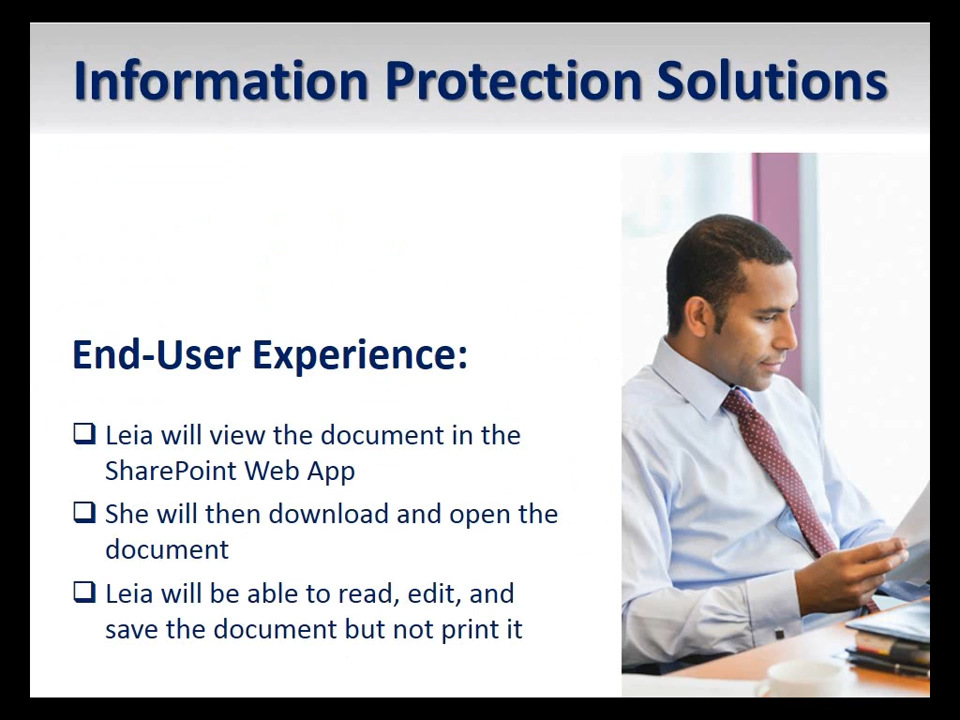 Information Protection Solutions
End-User Experience:
Leia will view the document in the
SharePoint Web App
She will then download and open the
document
Leia will be able to read, edit, and
save the document but not print it